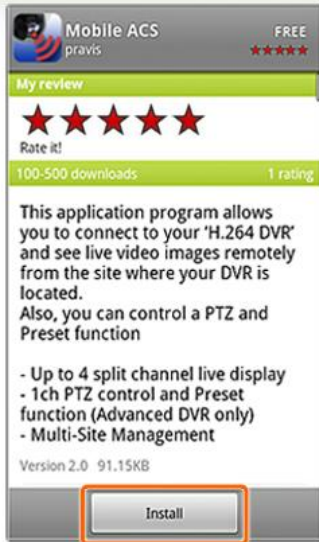 Mobile ACS
FREE
pravis
My review
Rate it!
100-500 downloads 1 rating
This application program allows
you to connect to your 'H.264 DVR'
and see live video images remotely
from the site where your DVR is
located.
Also, you can control a PTZ and
Preset function
- Up to 4 split channel live display
- 1ch PTZ control and Preset
function (Advanced DVR only)
- Multi-Site Management
Version 2.0 91.15KB
Install